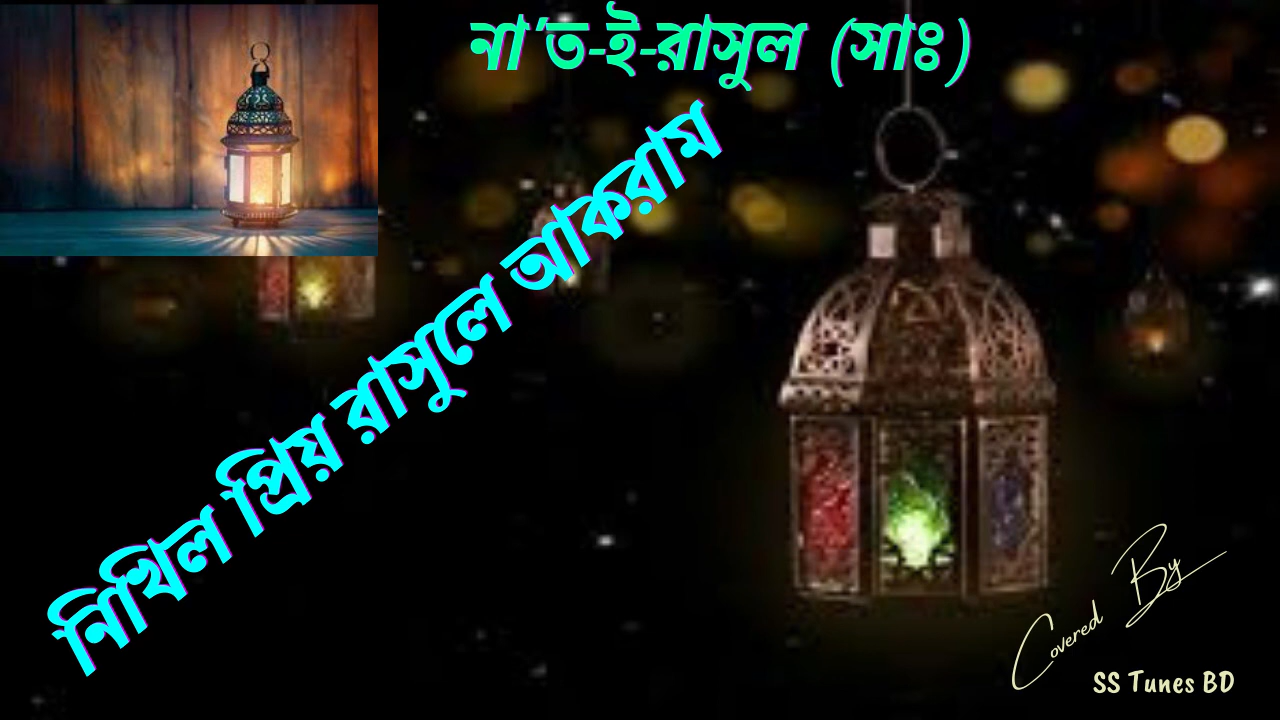 না'ত-ই-রাসুল (সাঃ)
নিখিল প্রিয় রাসুলে আকরাম
Covered By
SS Tunes BD